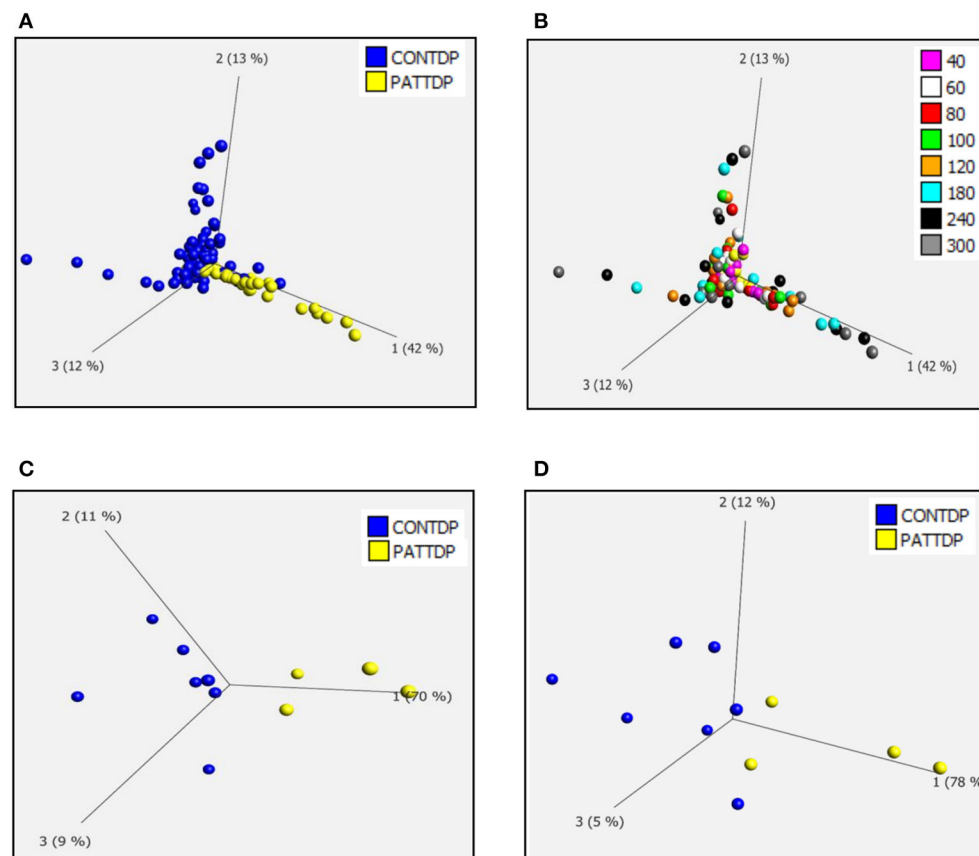 A
2 (13 %)
CONTDP
PATTDP
3 (12 %)
1 (42 %)
B
2 (13 %)
40
60
80
100
120
180
240
300
3 (12 %)
1 (42 %)
C
2 (11 %)
CONTDP
PATTDP
1 (70 %)
3 (9 %)
D
2 (12 %)
CONTDP
PATTDP
3 (5 %)
1 (78 %